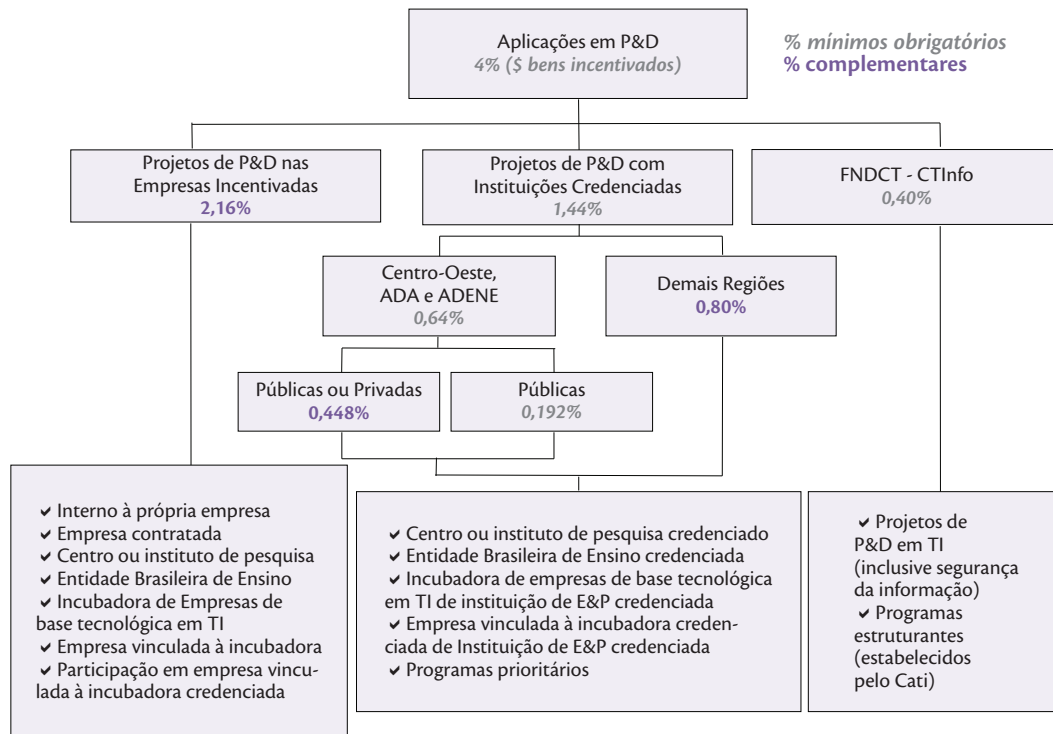 Aplicações em P&D
4% ($ bens incentivados)
% mínimos obrigatórios
% complementares
Projetos de P&D nas
Empresas Incentivadas
2,16%
Projetos de P&D com
Instituições Credenciadas
1,44%
FNDCT - CTInfo
0,40%
Centro-Oeste,
ADA e ADENE
0,64%
Demais Regiões
0,80%
Públicas ou Privadas
0,448%
Públicas
0,192%
✔ Interno à própria empresa
✔ Empresa contratada
✔ Centro ou instituto de pesquisa
✔ Entidade Brasileira de Ensino
✔ Incubadora de Empresas de
base tecnológica em TI
✔ Empresa vinculada à incubadora
✔ Participação em empresa vincu-
lada à incubadora credenciada
✔ Centro ou instituto de pesquisa credenciado
✔ Entidade Brasileira de Ensino credenciada
✔ Incubadora de empresas de base tecnológica
em TI de instituição de E&P credenciada
✔ Empresa vinculada à incubadora creden-
ciada de Instituição de E&P credenciada
✔ Programas prioritários
✔ Projetos de
P&D em TI
(inclusive segurança
da informação)
✔ Programas
estruturantes
(estabelecidos
pelo Cati)